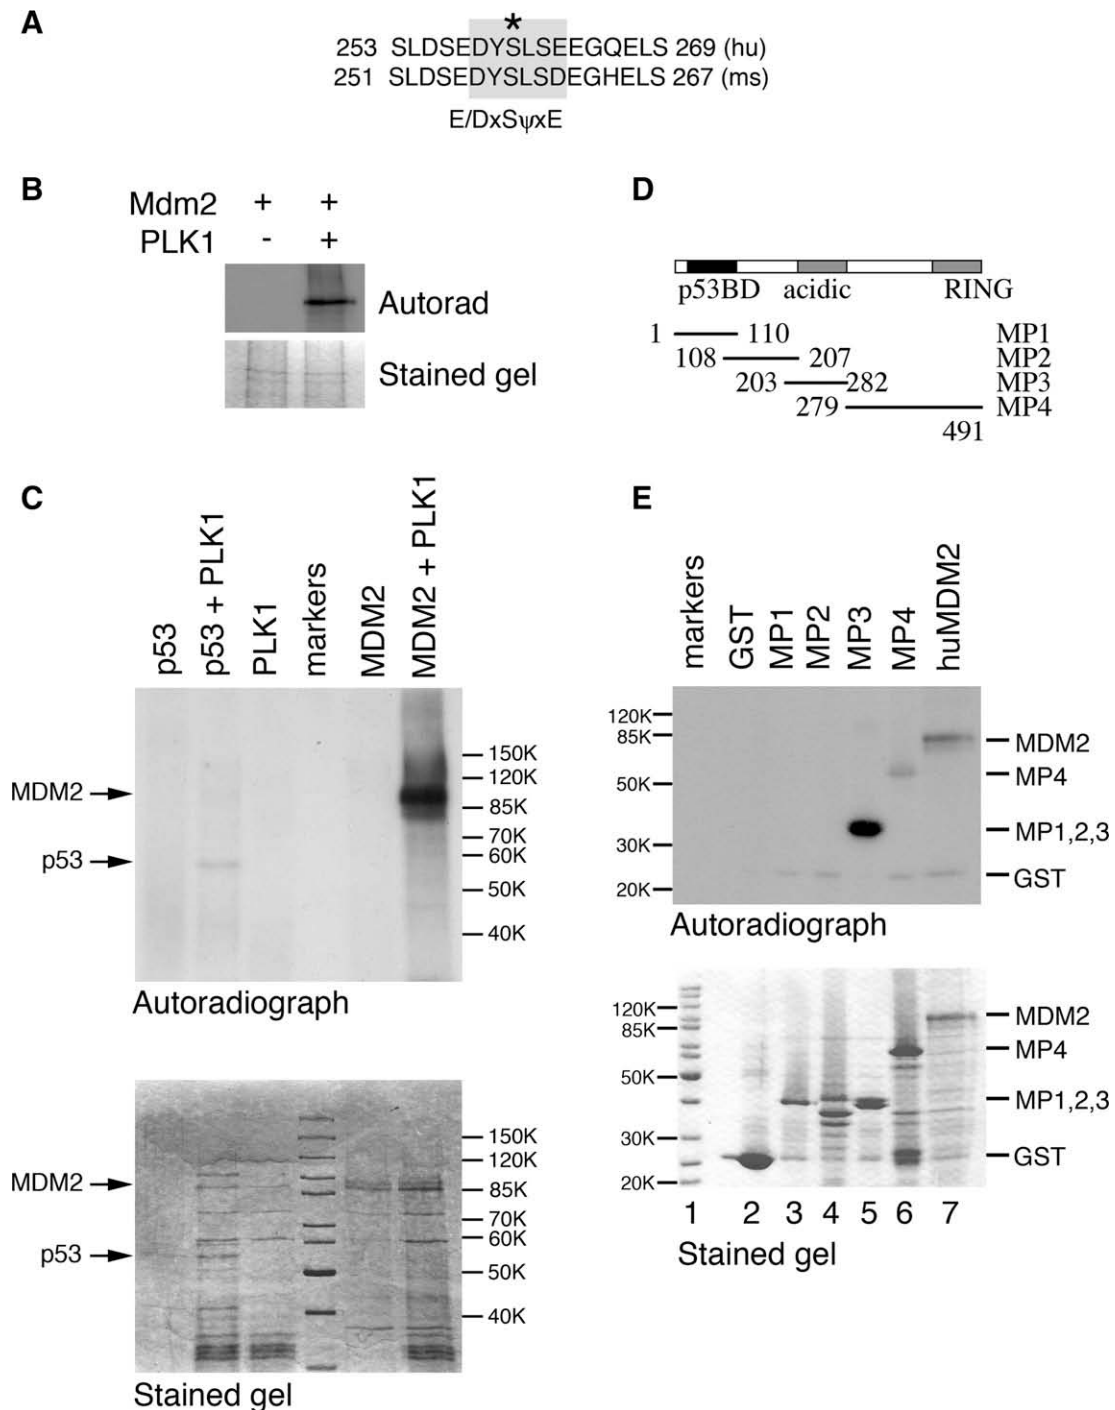 A
*
253 SLDSEDYSLSEEGQELS 269 (hu)
251 SLDSEDYSLSDEGHELS 267 (ms)
E/DxSψxE
B
Mdm2 + +
PLK1 - +
Autorad
Stained gel
C
p53
p53 + PLK1
PLK1
markers
MDM2
MDM2 + PLK1
MDM2
p53
150K
120K
85K
70K
60K
50K
40K
Autoradiograph
MDM2
p53
150K
120K
85K
70K
60K
50K
40K
Stained gel
D
p53BD acidic RING
1 110 MP1
108 207 MP2
203 282 MP3
279 MP4
491
E
markers
GST
MP1
MP2
MP3
MP4
huMDM2
120K
85K
50K
30K
20K
MDM2
MP4
MP1,2,3
GST
Autoradiograph
120K
85K
50K
30K
20K
MDM2
MP4
MP1,2,3
GST
1 2 3 4 5 6 7
Stained gel